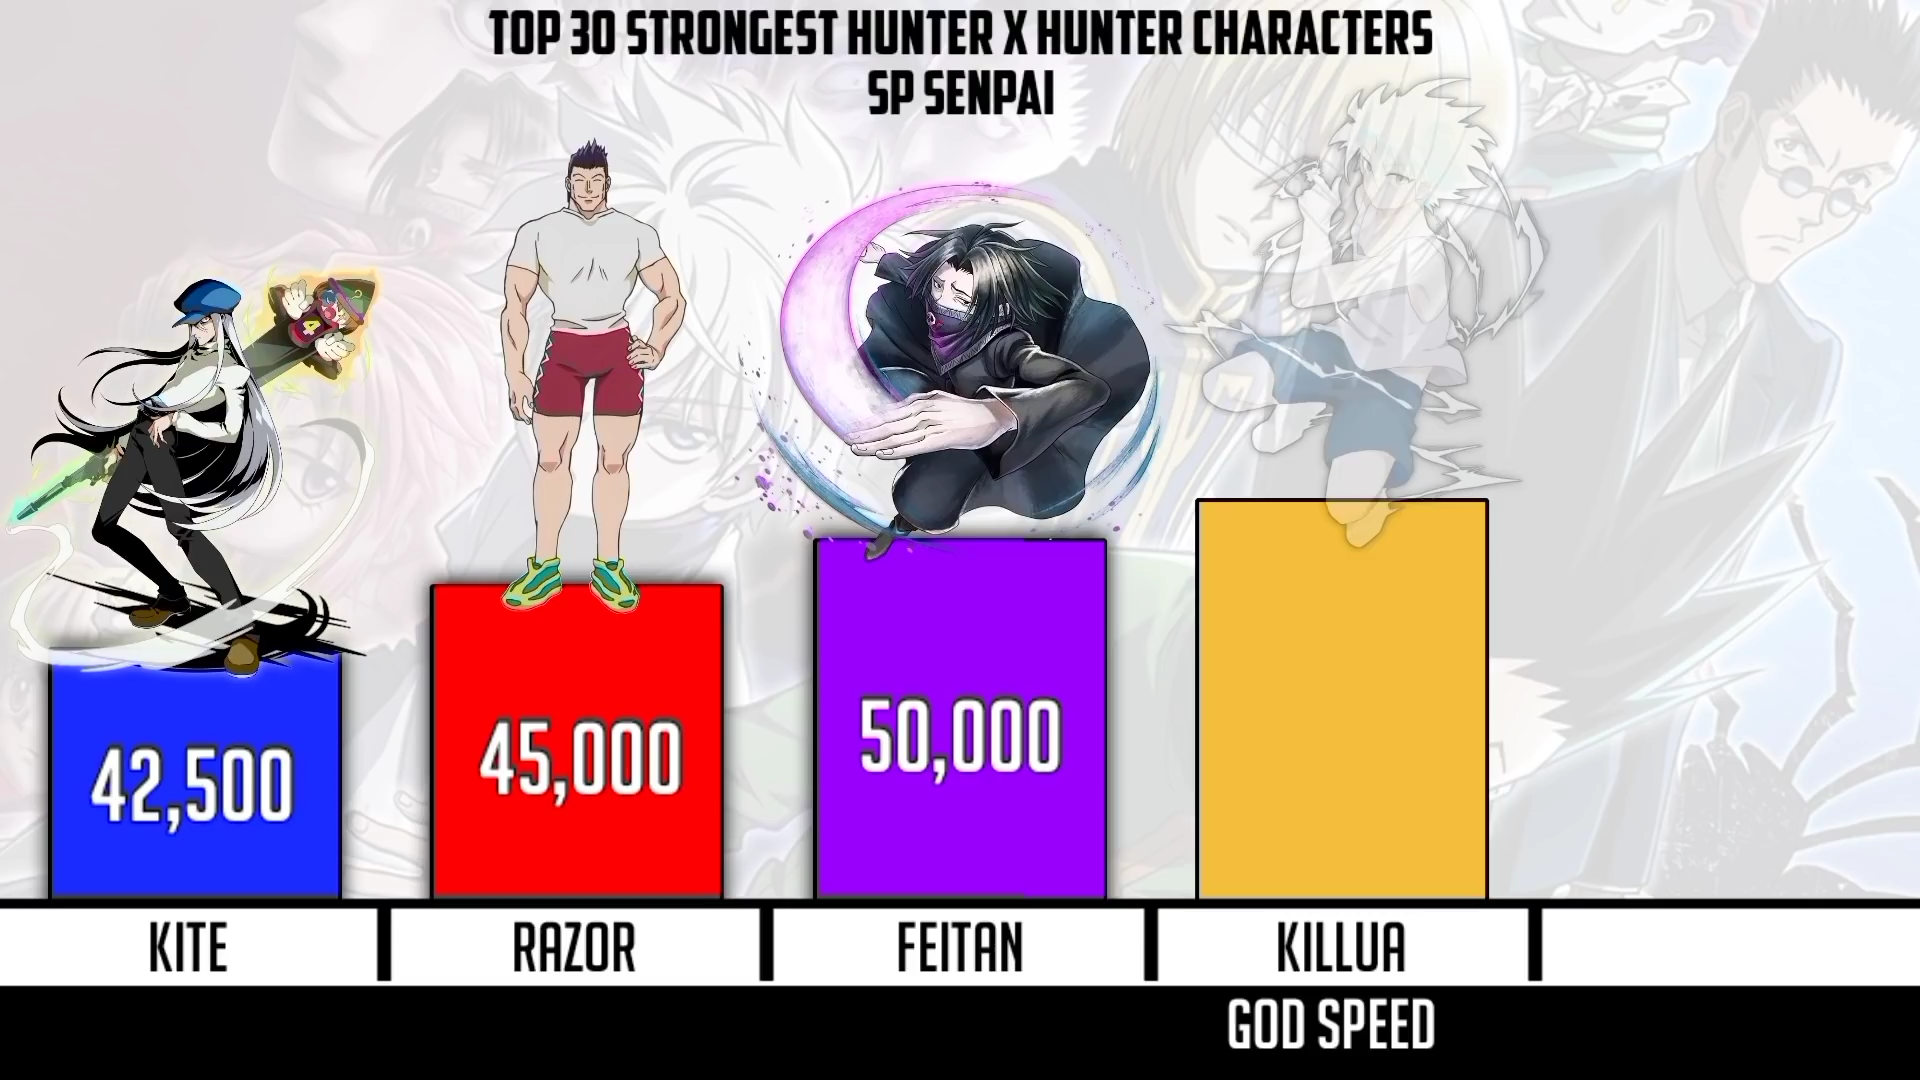 TOP 30 STRONGEST HUNTER X HUNTER CHARACTERS
SP SENPAI
4
42,500
45,000
50,000
KITE
RAZOR
FEITAN
KILLUA
GOD SPEED